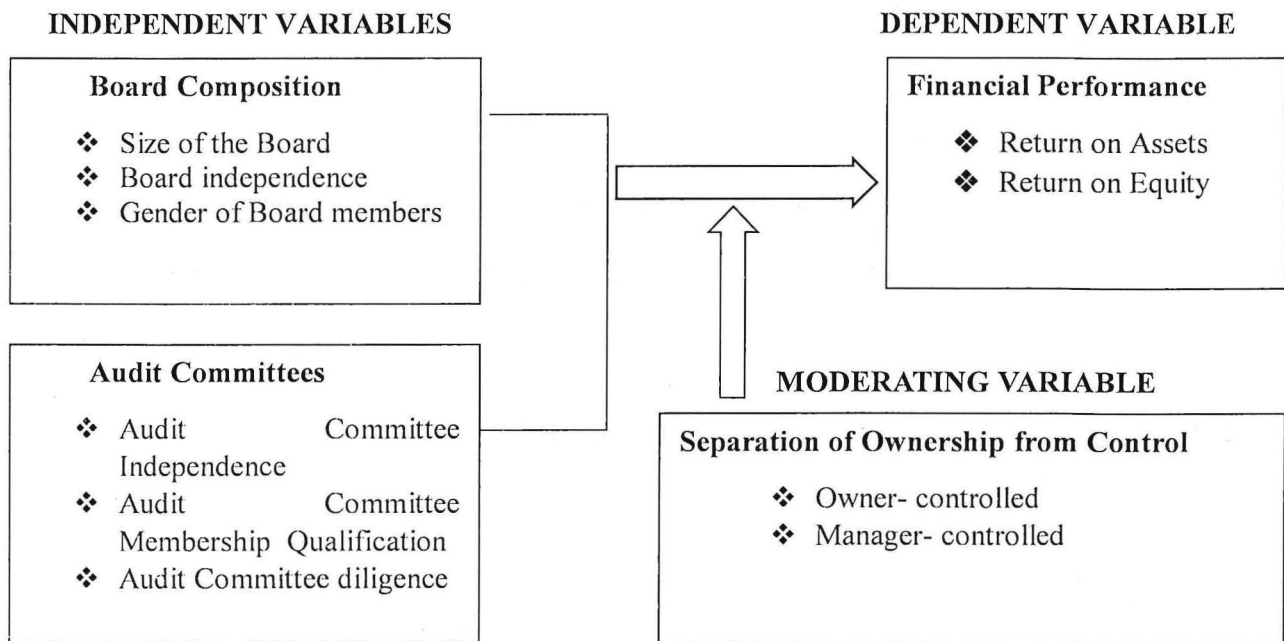 INDEPENDENT VARIABLES
Board Composition
❖ Size of the Board
❖ Board independence
❖ Gender of Board members
Audit Committees
❖ Audit Committee
Independence
❖ Audit Committee
Membership Qualification
❖ Audit Committee diligence
DEPENDENT VARIABLE
Financial Performance
❖ Return on Assets
❖ Return on Equity
MODERATING VARIABLE
Separation of Ownership from Control
❖ Owner- controlled
❖ Manager- controlled